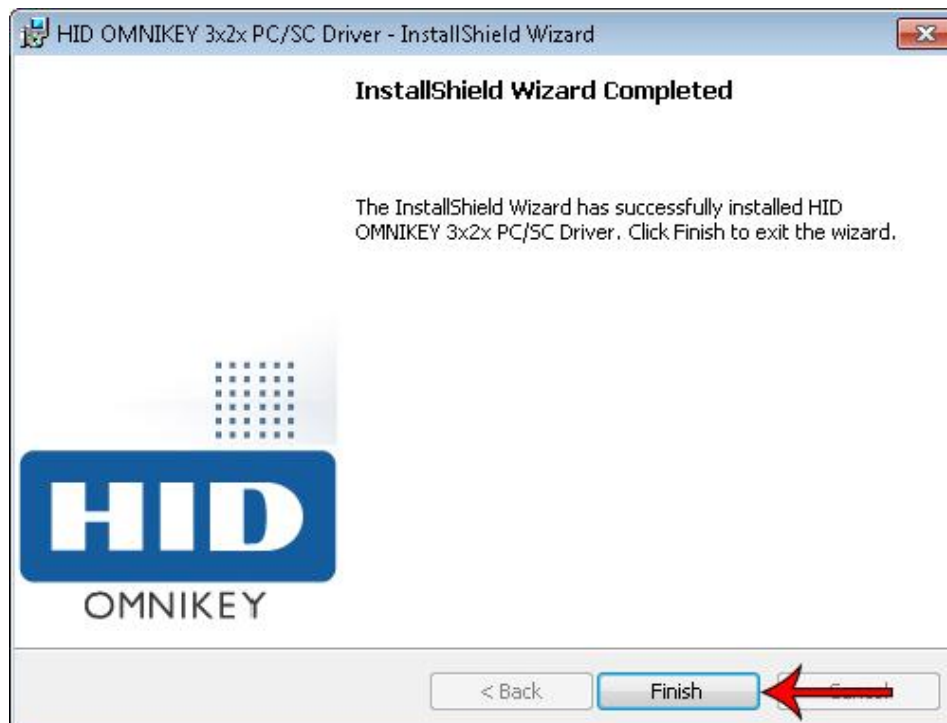 HID OMNIKEY 3x2x PC/SC Driver - InstallShield Wizard
InstallShield Wizard Completed
The InstallShield Wizard has successfully installed HID
OMNIKEY 3x2x PC/SC Driver. Click Finish to exit the wizard.
HID
OMNIKEY
< Back
Finish